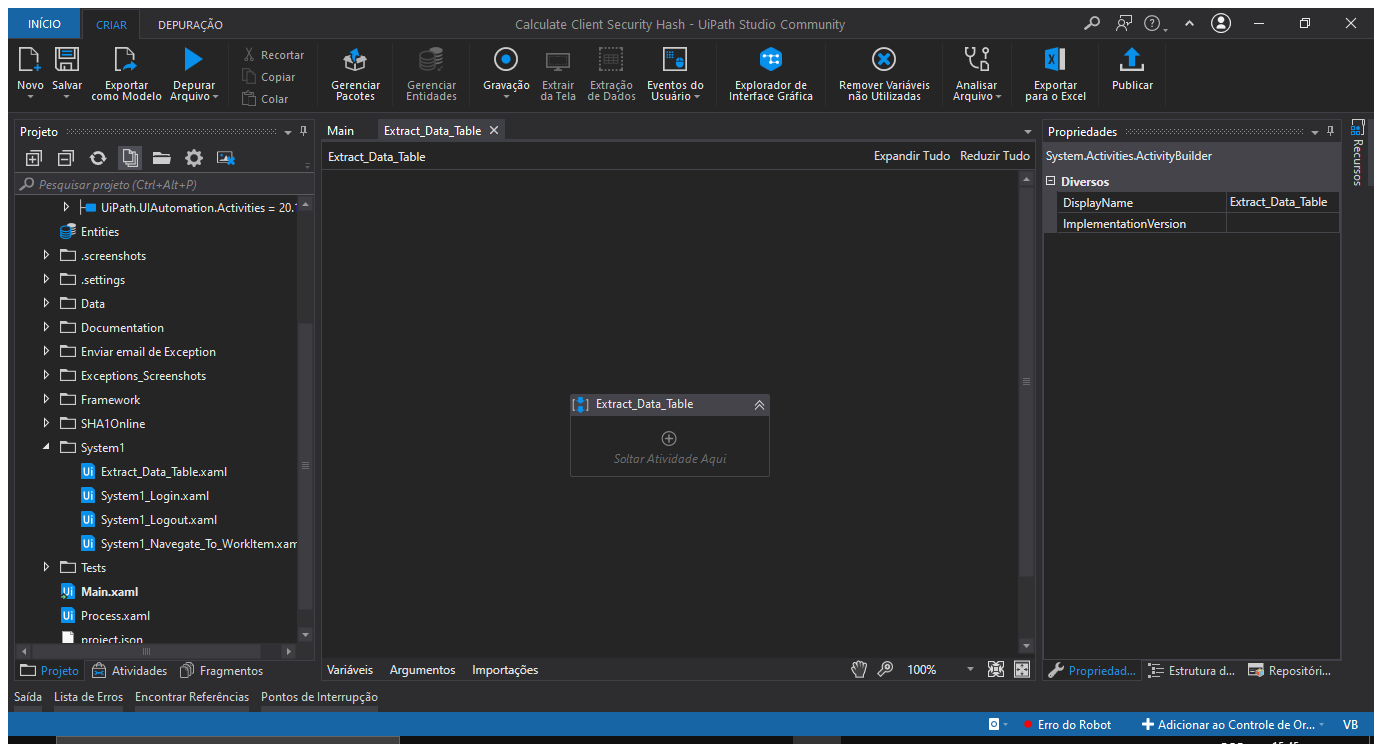 INÍCIO CRIAR DEPURAÇÃO Calculate Client Security Hash - UiPath Studio Community
Novo Salvar Exportar como Modelo Depurar Arquivo
Recortar
Copiar
Colar
Gerenciar Pacotes
Gerenciar Entidades
Gravação
Extrair da Tela
Extração de Dados
Eventos do Usuário
Explorador de Interface Gráfica
Remover Variáveis não Utilizadas
Analisar Arquivo
Exportar para o Excel
Publicar
Projeto
Pesquisar projeto (Ctrl+Alt+P)
UiPath.UIAutomation.Activities = 20.
Entities
.screenshots
.settings
Data
Documentation
Enviar email de Exception
Exceptions_Screenshots
Framework
SHA1Online
System1
Ui Extract_Data_Table.xaml
Ui System1_Login.xaml
Ui System1_Logout.xaml
Ui System1_Navegate_To_WorkItem.xam
Tests
Ui Main.xaml
Ui Process.xaml
project.json
Projeto Atividades Fragmentos
Main Extract_Data_Table
Extract_Data_Table Expandir Tudo Reduzir Tudo
Extract_Data_Table
Soltar Atividade Aqui
Variáveis Argumentos Importações 100%
Propriedades
System.Activities.ActivityBuilder
Diversos
DisplayName Extract_Data_Table
ImplementationVersion
Propriedad... Estrutura d... Repositóri...
Recursos
Saída Lista de Erros Encontrar Referências Pontos de Interrupção
Erro do Robot Adicionar ao Controle de Or... VB